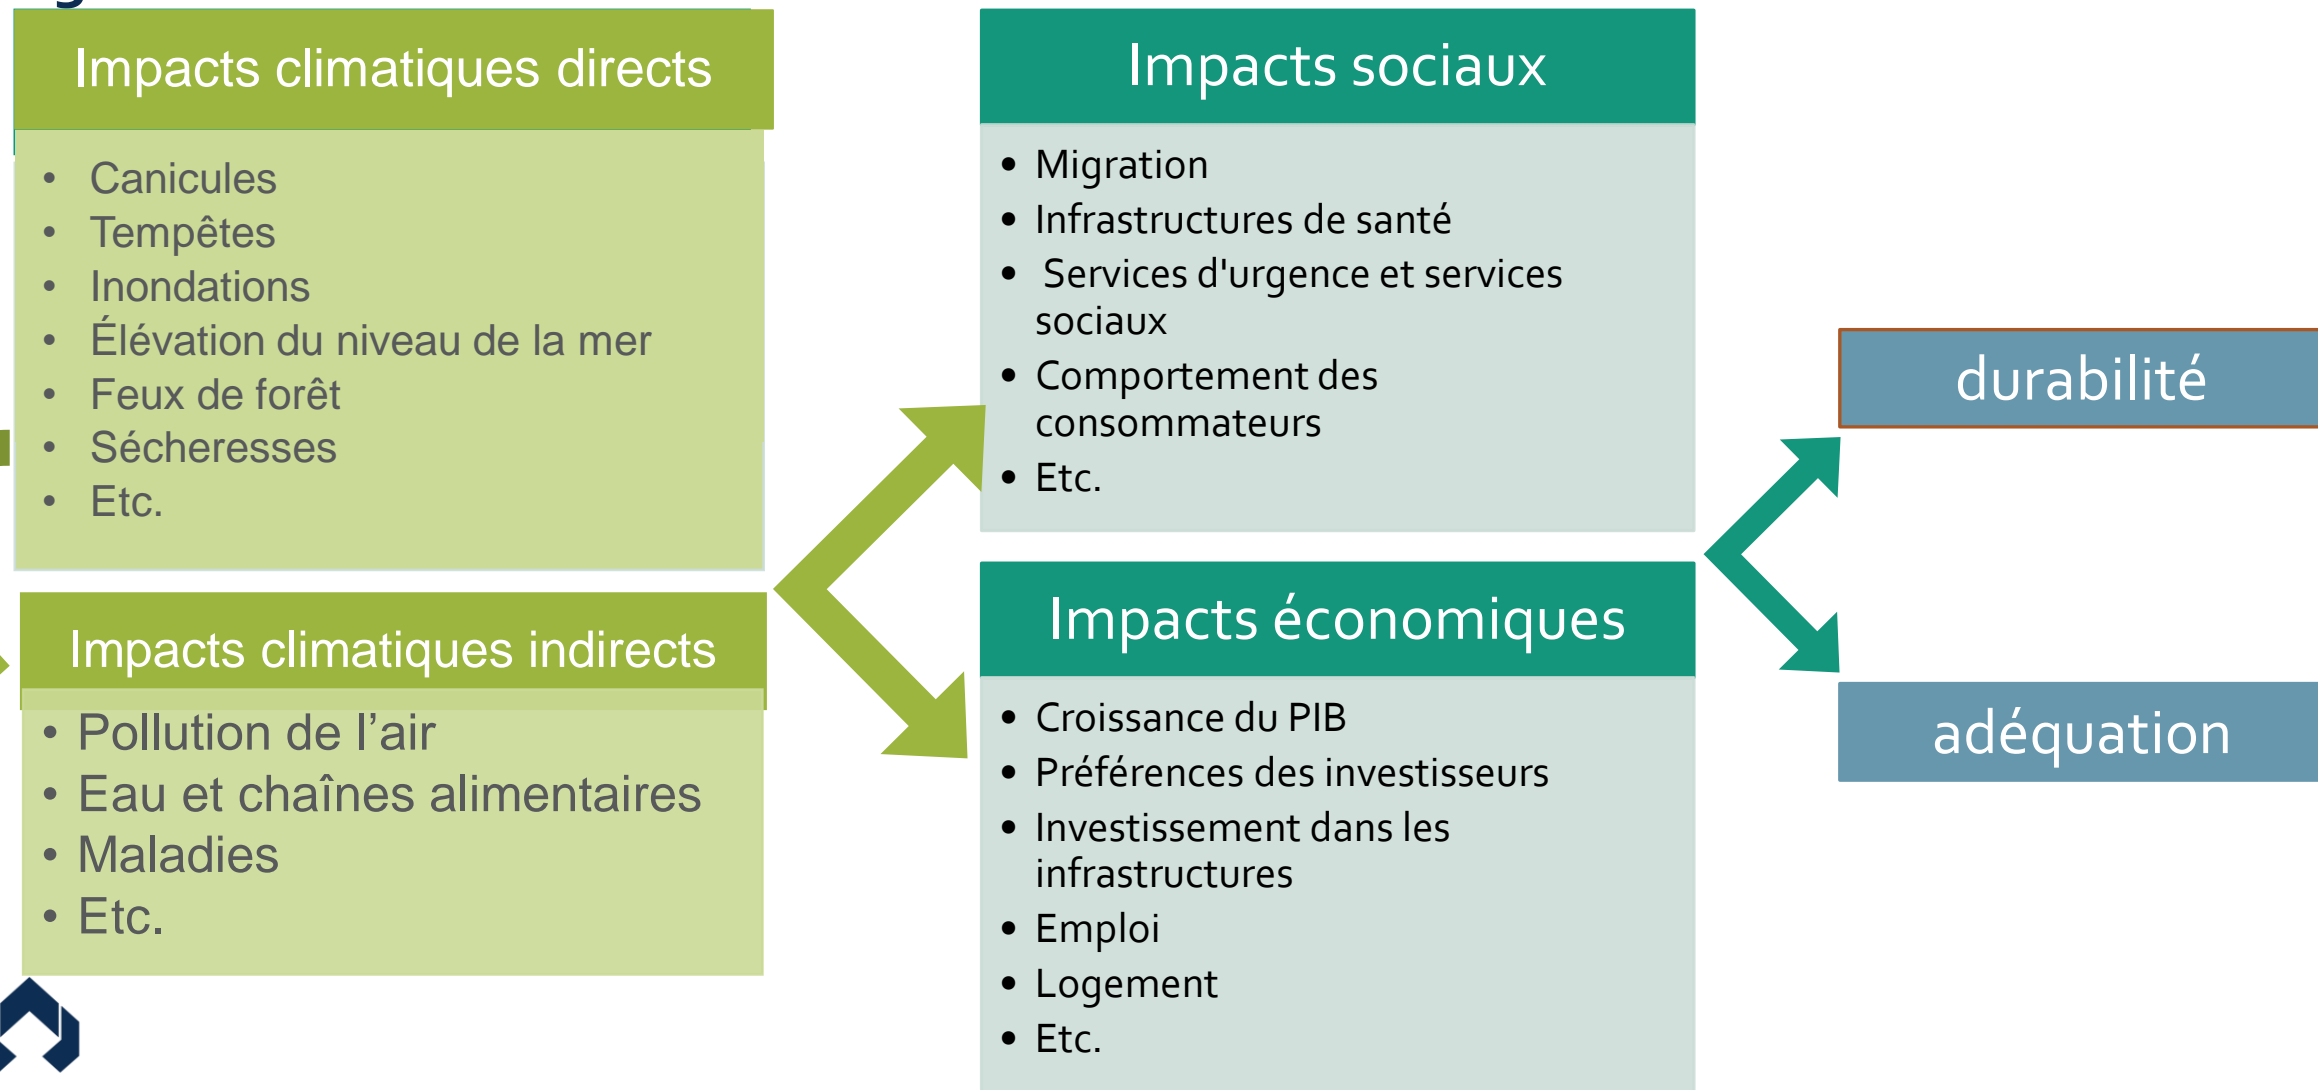 Impacts climatiques directs
• Canicules
• Tempêtes
• Inondations
• Élévation du niveau de la mer
• Feux de forêt
• Sécheresses
• Etc.
Impacts climatiques indirects
• Pollution de l’air
• Eau et chaînes alimentaires
• Maladies
• Etc.
Impacts sociaux
• Migration
• Infrastructures de santé
• Services d'urgence et services
sociaux
• Comportement des
consommateurs
• Etc.
Impacts économiques
• Croissance du PIB
• Préférences des investisseurs
• Investissement dans les
infrastructures
• Emploi
• Logement
• Etc.
durabilité
adéquation